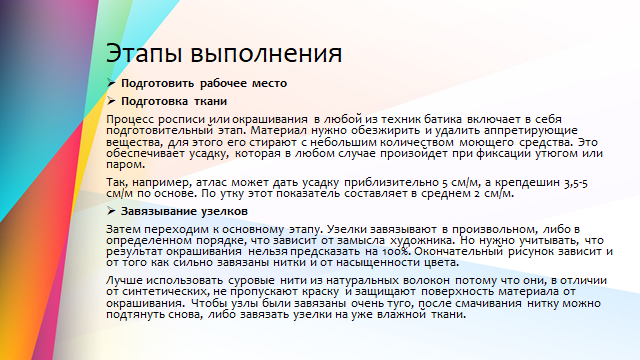 Этапы выполнения
Подготовить рабочее место
Подготовка ткани
Процесс росписи или окрашивания в любой из техник батика включает в себя
подготовительный этап. Материал нужно обезжирить и удалить аппретирующие
вещества, для этого его стирают с небольшим количеством моющего средства. Это
обеспечивает усадку, которая в любом случае произойдет при фиксации утюгом или
паром.
Так, например, атлас может дать усадку приблизительно 5 см/м, а крепдешин 3,5-5
см/м по основе. По утку этот показатель составляет в среднем 2 см/м.
Завязывание узелков
Затем переходим к основному этапу. Узелки завязывают в произвольном, либо в
определенном порядке, что зависит от замысла художника. Но нужно учитывать, что
результат окрашивания нельзя предсказать на 100%. Окончательный рисунок зависит и
от того как сильно завязаны нитки и от насыщенности цвета.
Лучше использовать суровые нити из натуральных волокон потому что они, в отличии
от синтетических, не пропускают краску и защищают поверхность материала от
окрашивания. Чтобы узлы были завязаны очень туго, после смачивания нитку можно
подтянуть снова, либо завязать узелки на уже влажной ткани.